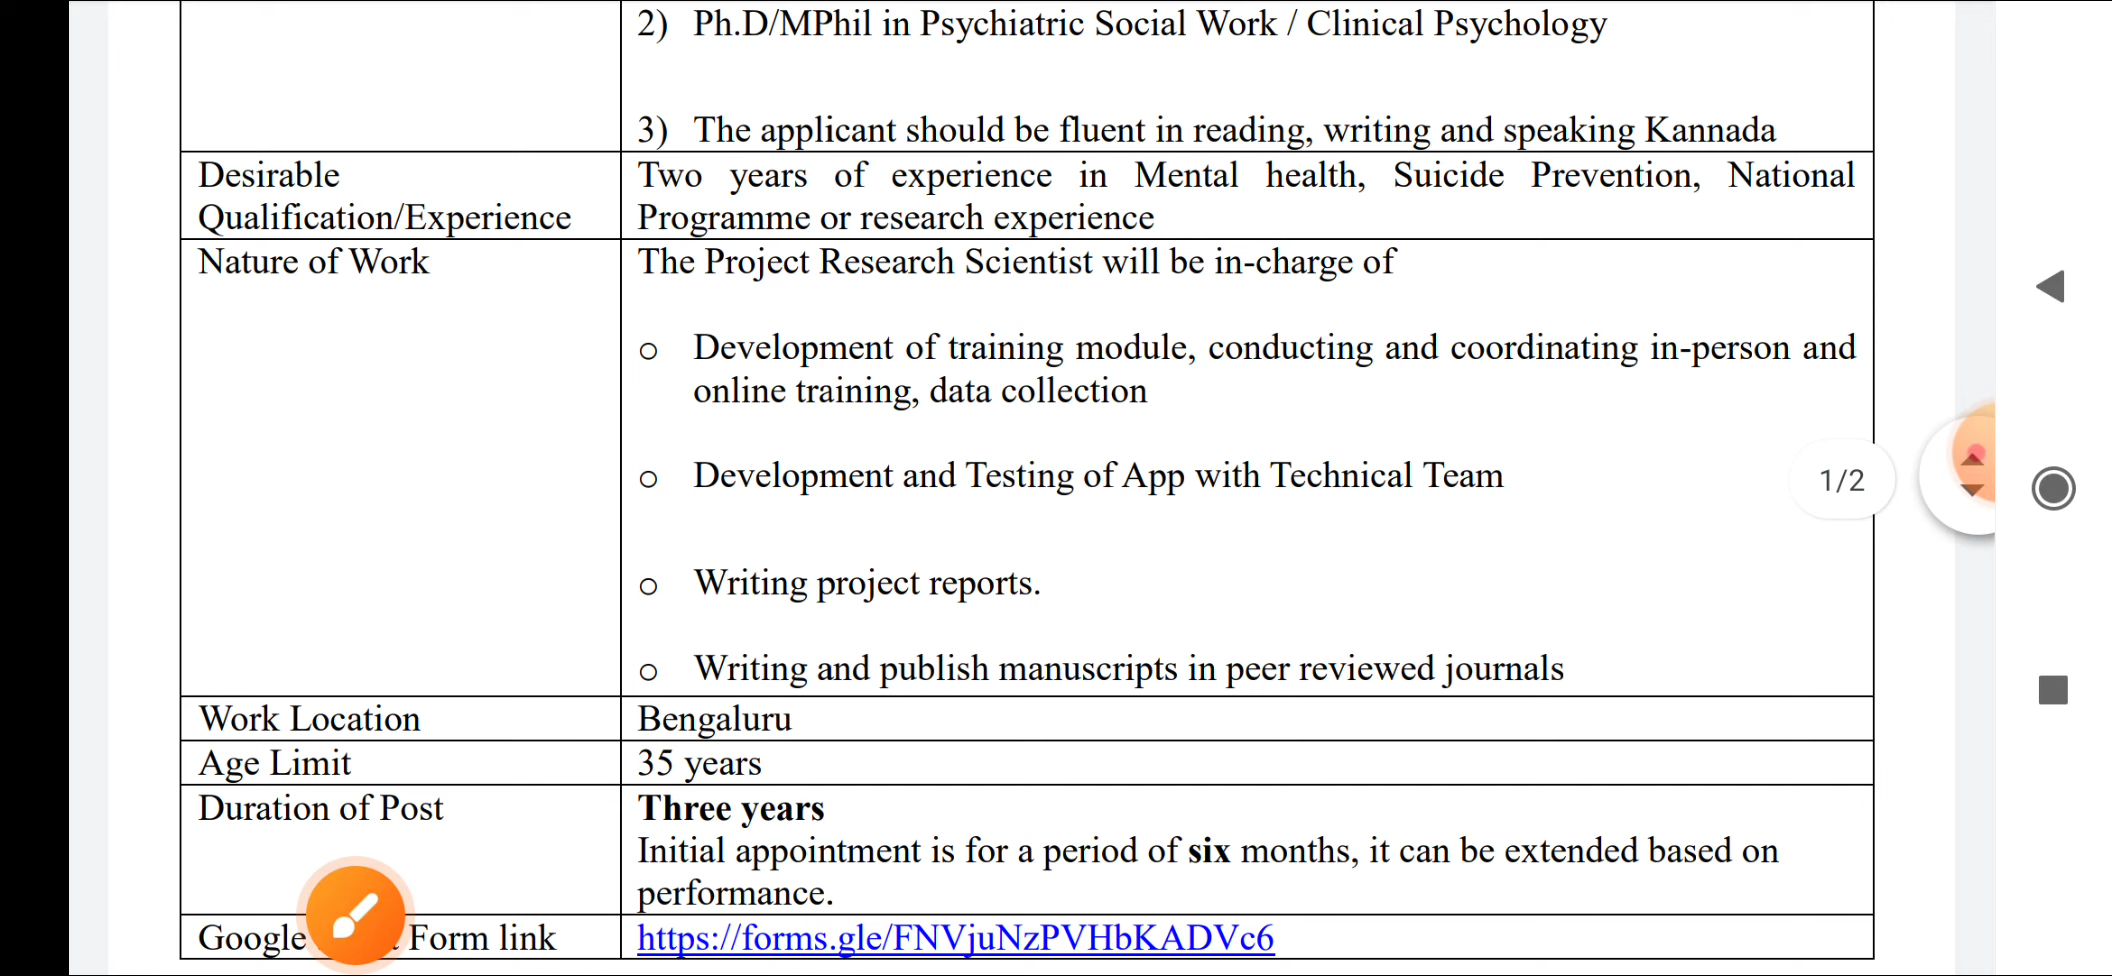 2) Ph.D/MPhil in Psychiatric Social Work / Clinical Psychology
3) The applicant should be fluent in reading, writing and speaking Kannada
Desirable
Qualification/Experience
Two years of experience in Mental health, Suicide Prevention, National
Programme or research experience
Nature of Work
The Project Research Scientist will be in-charge of
o Development of training module, conducting and coordinating in-person and
online training, data collection
o Development and Testing of App with Technical Team
o Writing project reports.
o Writing and publish manuscripts in peer reviewed journals
1/2
Work Location
Bengaluru
Age Limit
35 years
Duration of Post
Three years
Initial appointment is for a period of six months, it can be extended based on
performance.
Google Form link
https://forms.gle/FNVjuNzPVHbKADVc6